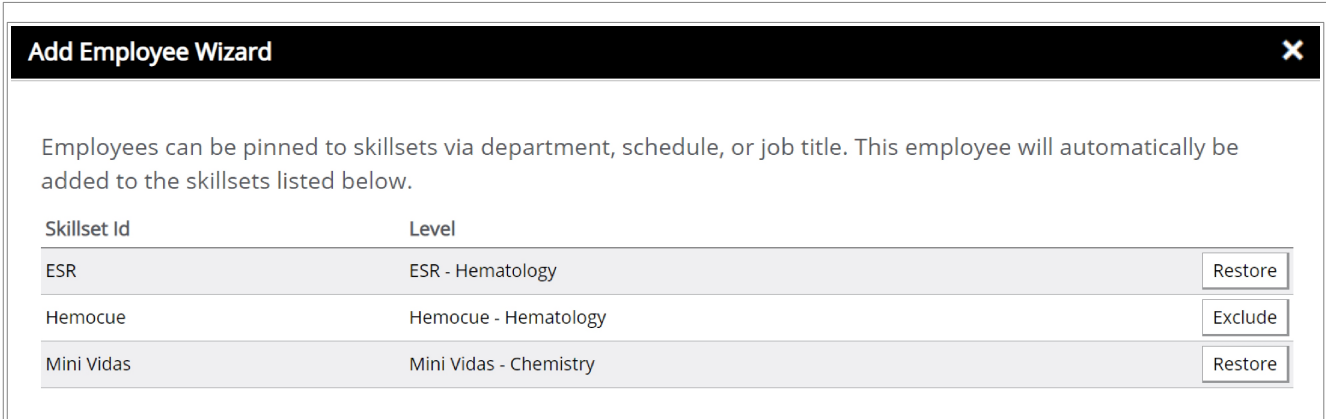 Add Employee Wizard ×
Employees can be pinned to skillsets via department, schedule, or job title. This employee will automatically be
added to the skillsets listed below.
Skillset Id Level
ESR ESR - Hematology Restore
Hemocue Hemocue - Hematology Exclude
Mini Vidas Mini Vidas - Chemistry Restore